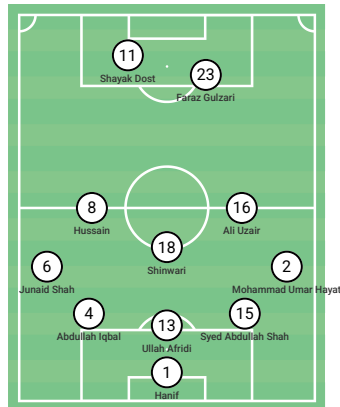 11
Shayak Dost
23
Faraz Gulzari
8
Hussain
16
Ali Uzair
18
Shinwari
6
Junaid Shah
2
Mohammad Umar Hayat
4
Abdullah Iqbal
13
Ullah Afridi
15
Syed Abdullah Shah
1
Hanif